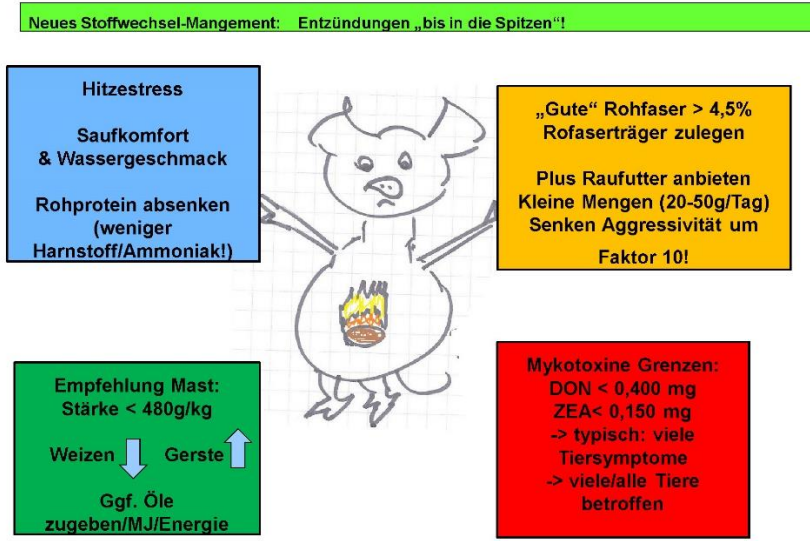 Neues Stoffwechsel-Mangement: Entzündungen „bis in die Spitzen“!
Hitzestress
Saufkomfort
& Wassergeschmack
Rohprotein absenken
(weniger
Harnstoff/Ammoniak!)
„Gute“ Rohfaser > 4,5%
Rofaserträger zulegen
Plus Raufutter anbieten
Kleine Mengen (20-50g/Tag)
Senken Aggressivität um
Faktor 10!
Empfehlung Mast:
Stärke < 480g/kg
Weizen Gerste
Ggf. Öle
zugeben/MJ/Energie
Mykotoxine Grenzen:
DON < 0,400 mg
ZEA< 0,150 mg
-> typisch: viele
Tiersymptome
-> viele/alle Tiere
betroffen